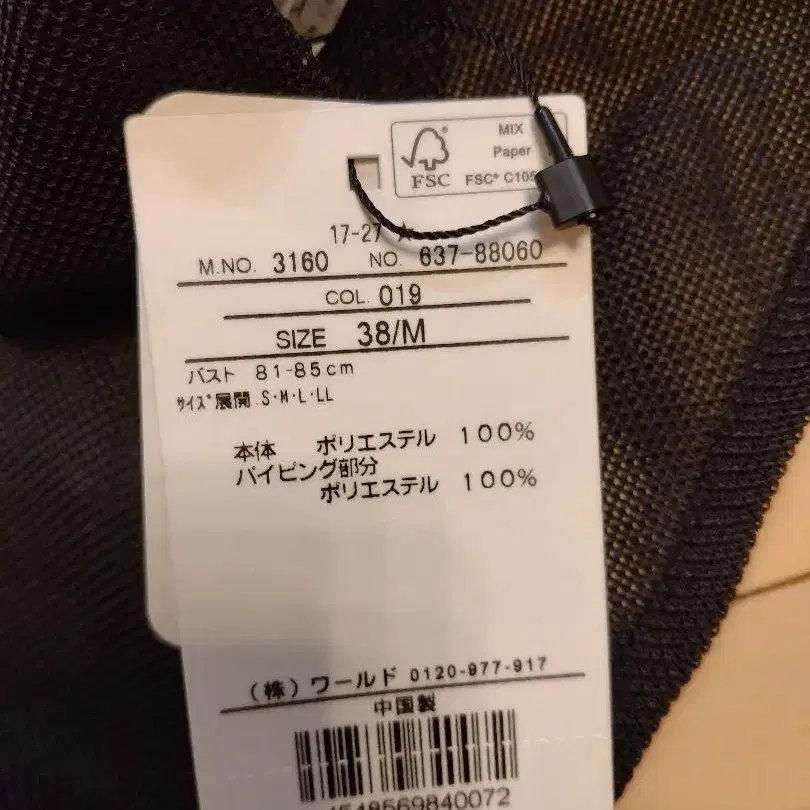 MIX
Paper
FSC® C105
FSC
17-27 ★
M.NO. 3160 NO. 637-88060
COL. 019
SIZE 38/M
バスト 81-85cm
サイズ展開 S・M・L・LL
本体 ポリエステル 100%
パイピング部分
ポリエステル 100%
(株)ワールド 0120-977-917
中国製
4548569840072